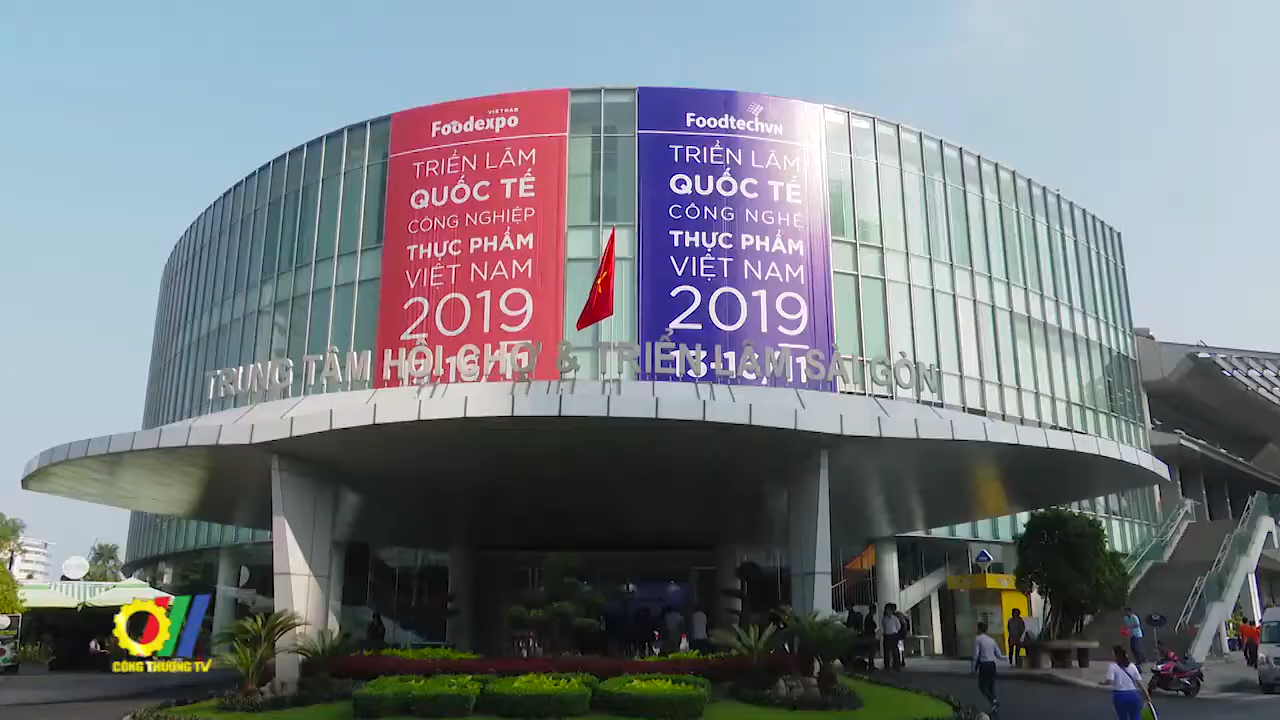 VIETNAM
Foodexpo
TRIỂN LÃM
QUỐC TẾ
CÔNG NGHIỆP
THỰC PHẨM
VIỆT NAM
2019
Foodtechvn
TRIỂN LÃM
QUỐC TẾ
CÔNG NGHỆ
THỰC PHẨM
VIỆT NAM
2019
TRUNG TÂM HỘI CHỢ & TRIỂN LÃM SÀI GÒN
CÔNG THƯƠNG TV